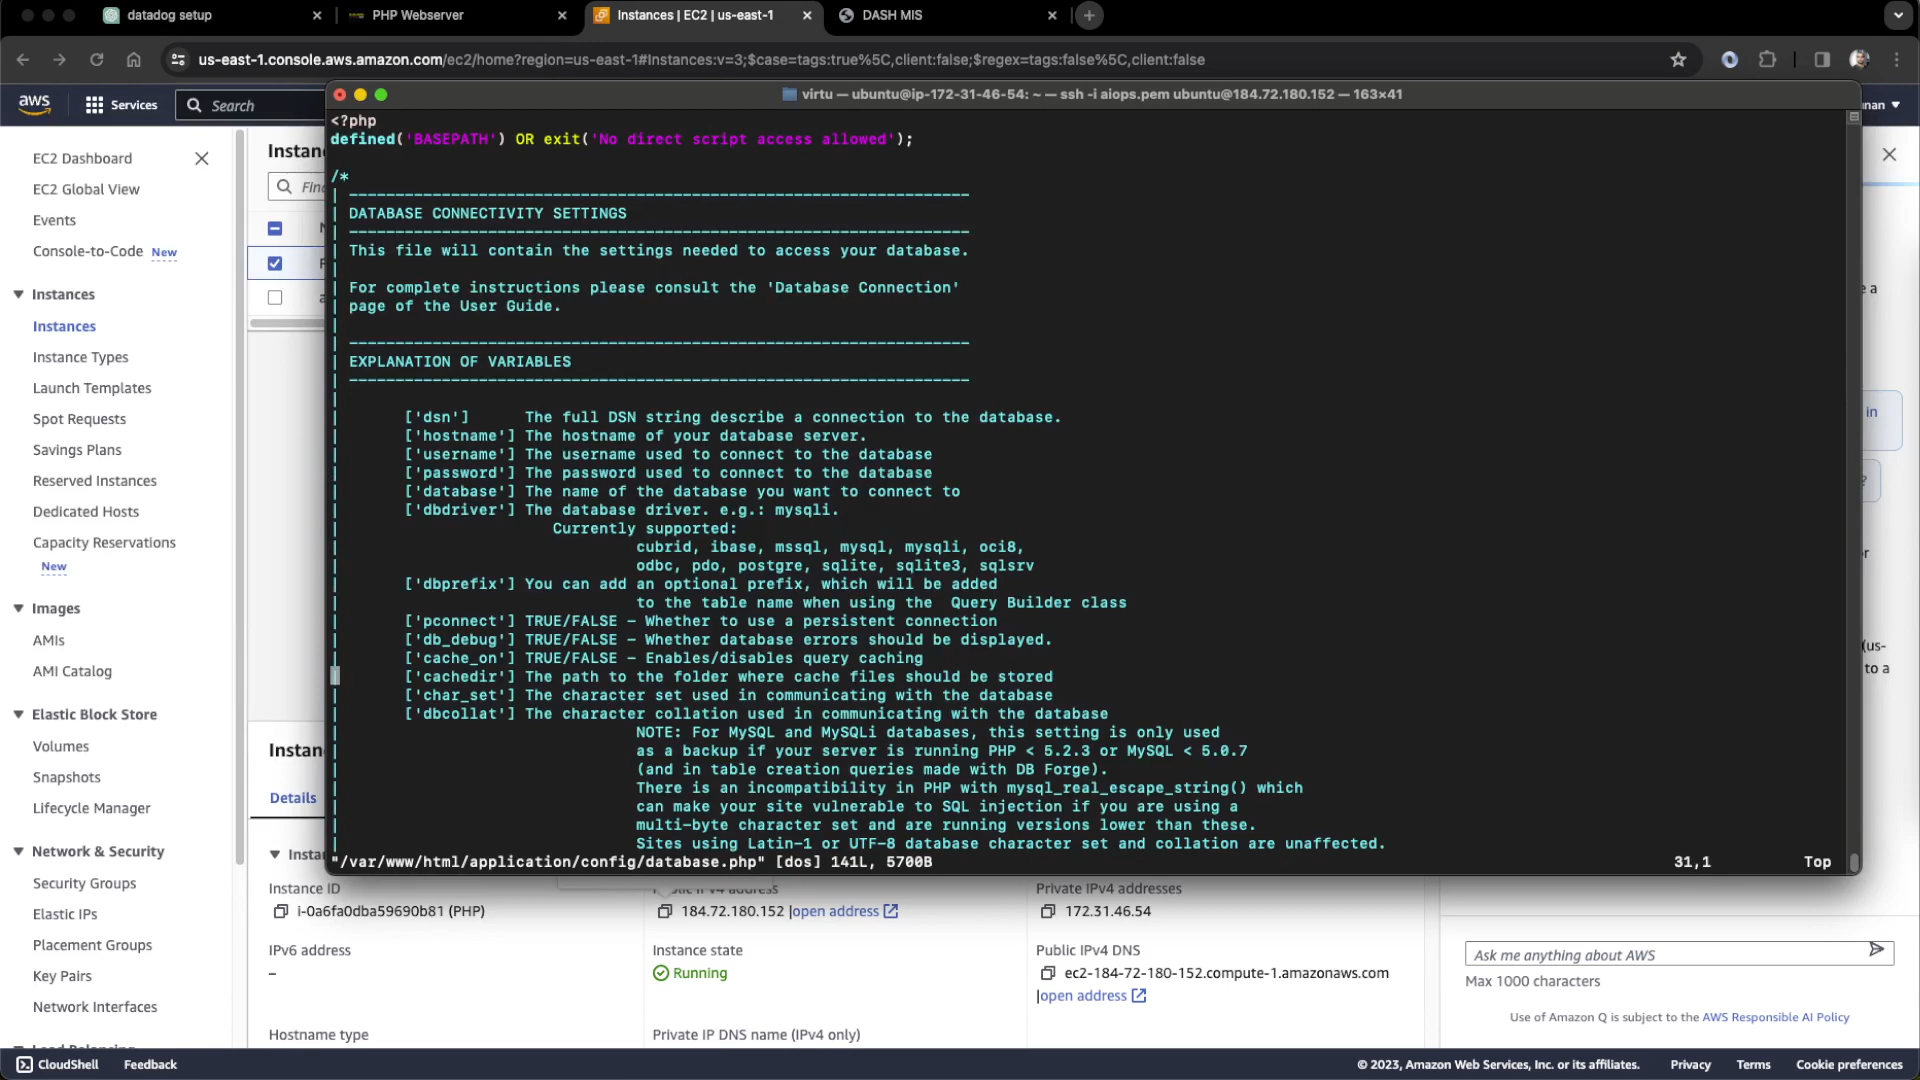 datadog setup
PHP Webserver
Instances | EC2 | us-east-1
DASH MIS
us-east-1.console.aws.amazon.com/ec2/home?region=us-east-1#Instances:v=3;$case=tags:true%5C,client:false;$regex=tags:false%5C,client:false
aws
Services
Search
virtu — ubuntu@ip-172-31-46-54: ~ — ssh -i aiops.pem ubuntu@184.72.180.152 — 163×41
EC2 Dashboard
EC2 Global View
Events
Console-to-Code New
Instances
Instances
Instance Types
Launch Templates
Spot Requests
Savings Plans
Reserved Instances
Dedicated Hosts
Capacity Reservations
New
Images
AMIs
AMI Catalog
Elastic Block Store
Volumes
Snapshots
Lifecycle Manager
Network & Security
Security Groups
Elastic IPs
Placement Groups
Key Pairs
Network Interfaces
<?php
defined('BASEPATH') OR exit('No direct script access allowed');
/*
| -------------------------------------------------------------------
| DATABASE CONNECTIVITY SETTINGS
| -------------------------------------------------------------------
| This file will contain the settings needed to access your database.
|
| For complete instructions please consult the 'Database Connection'
| page of the User Guide.
|
| -------------------------------------------------------------------
| EXPLANATION OF VARIABLES
| -------------------------------------------------------------------
|
| ['dsn'] The full DSN string describe a connection to the database.
| ['hostname'] The hostname of your database server.
| ['username'] The username used to connect to the database
| ['password'] The password used to connect to the database
| ['database'] The name of the database you want to connect to
| ['dbdriver'] The database driver. e.g.: mysqli.
| Currently supported:
| cubrid, ibase, mssql, mysql, mysqli, oci8,
| odbc, pdo, postgre, sqlite, sqlite3, sqlsrv
| ['dbprefix'] You can add an optional prefix, which will be added
| to the table name when using the  Query Builder class
| ['pconnect'] TRUE/FALSE - Whether to use a persistent connection
| ['db_debug'] TRUE/FALSE - Whether database errors should be displayed.
| ['cache_on'] TRUE/FALSE - Enables/disables query caching
| ['cachedir'] The path to the folder where cache files should be stored
| ['char_set'] The character set used in communicating with the database
| ['dbcollat'] The character collation used in communicating with the database
| NOTE: For MySQL and MySQLi databases, this setting is only used
| as a backup if your server is running PHP < 5.2.3 or MySQL < 5.0.7
| (and in table creation queries made with DB Forge).
| There is an incompatibility in PHP with mysql_real_escape_string() which
| can make your site vulnerable to SQL injection if you are using a
| multi-byte character set and are running versions lower than these.
| Sites using Latin-1 or UTF-8 database character set and collation are unaffected.
"/var/www/html/application/config/database.php" [dos] 141L, 5700B 31,1 Top
Details
Instance ID
i-0a6fa0dba59690b81 (PHP)
184.72.180.152 |open address
Private IPv4 addresses
172.31.46.54
IPv6 address
–
Instance state
Running
Public IPv4 DNS
ec2-184-72-180-152.compute-1.amazonaws.com
|open address
Hostname type
Private IP DNS name (IPv4 only)
Ask me anything about AWS
Max 1000 characters
Use of Amazon Q is subject to the AWS Responsible AI Policy
CloudShell
Feedback
© 2023, Amazon Web Services, Inc. or its affiliates.
Privacy
Terms
Cookie preferences